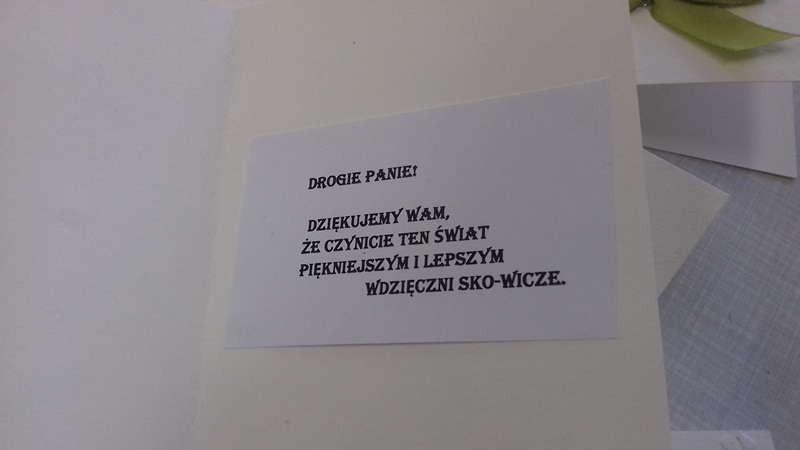 DROGIE PANIE!
DZIĘKUJEMY WAM,
ŻE CZYNICIE TEN ŚWIAT
PIĘKNIEJSZYM I LEPSZYM
WDZIĘCZNI SKO-WICZE.